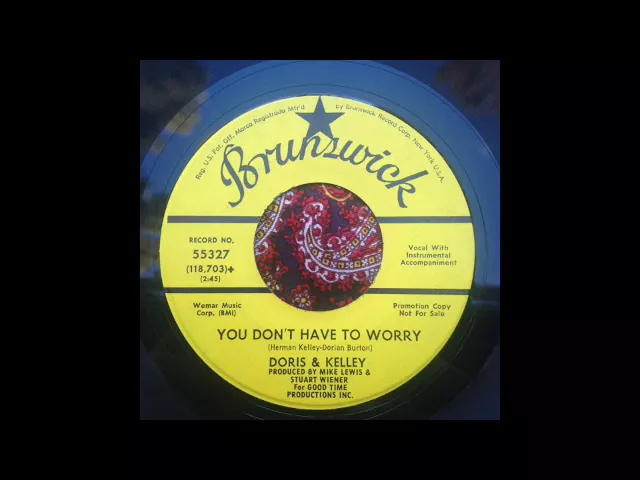 Reg. U.S. Pat. Off. Marca Registrada Mfr'd by Brunswick Record Corp. New York U.S.A.
Brunswick
RECORD NO.
55327
(118,703)+
(2:45)
Vocal With
Instrumental
Accompaniment
Wemar Music
Corp. (BMI)
Promotion Copy
Not For Sale
YOU DON'T HAVE TO WORRY
(Herman Kelley-Dorian Burton)
DORIS & KELLEY
PRODUCED BY MIKE LEWIS &
STUART WIENER
For GOOD TIME
PRODUCTIONS INC.